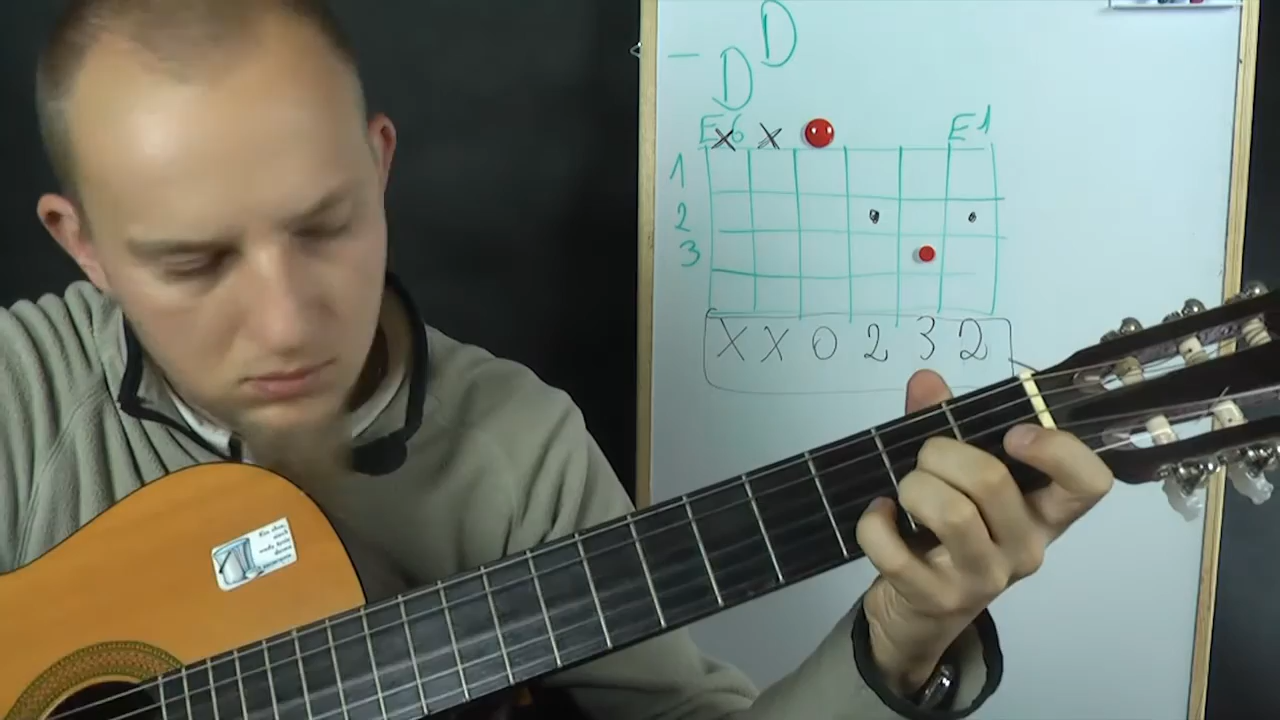 – D D
E6 X X E1
1
2
3
X X 0 2 3 2